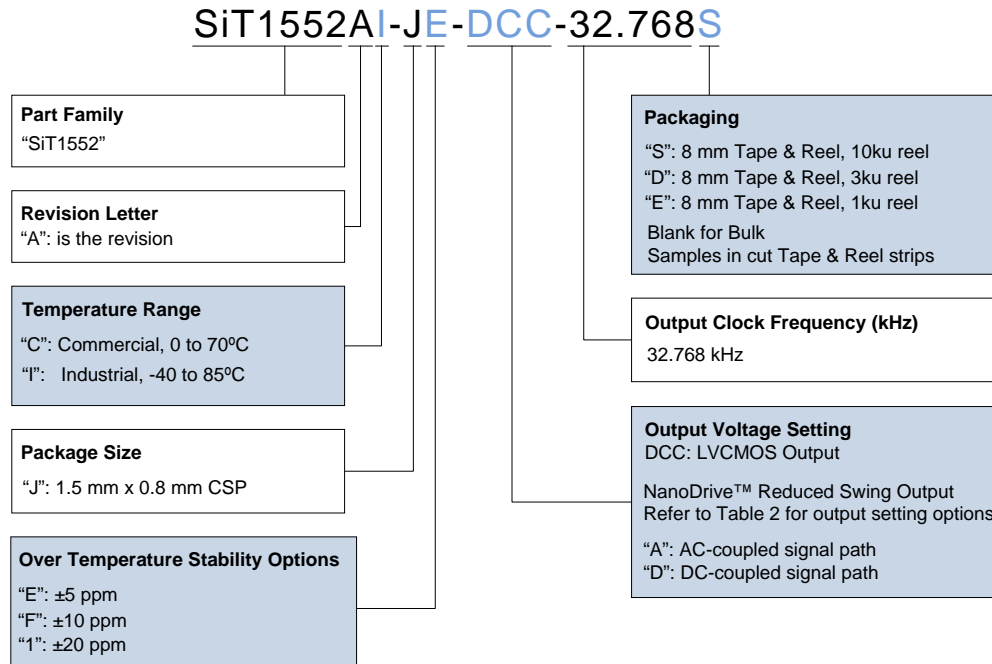 SiT1552AI-JE-DCC-32.768S
Part Family
“SiT1552”
Revision Letter
“A”: is the revision
Temperature Range
“C”: Commercial, 0 to 70ºC
“I”: Industrial, -40 to 85ºC
Package Size
“J”: 1.5 mm x 0.8 mm CSP
Over Temperature Stability Options
“E”: ±5 ppm
“F”: ±10 ppm
“1”: ±20 ppm
Packaging
“S”: 8 mm Tape & Reel, 10ku reel
“D”: 8 mm Tape & Reel, 3ku reel
“E”: 8 mm Tape & Reel, 1ku reel
Blank for Bulk
Samples in cut Tape & Reel strips
Output Clock Frequency (kHz)
32.768 kHz
Output Voltage Setting
DCC: LVCMOS Output
NanoDrive™ Reduced Swing Output
Refer to Table 2 for output setting options
“A”: AC-coupled signal path
“D”: DC-coupled signal path